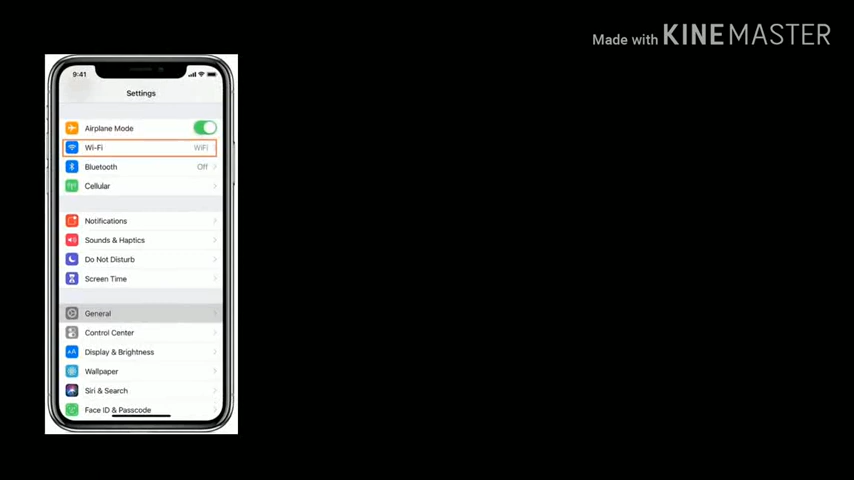 Made with KINEMASTER
9:41
Settings
Airplane Mode
Wi-Fi WiFi
Bluetooth Off
Cellular
Notifications
Sounds & Haptics
Do Not Disturb
Screen Time
General
Control Center
Display & Brightness
AA
Wallpaper
Siri & Search
Face ID & Passcode